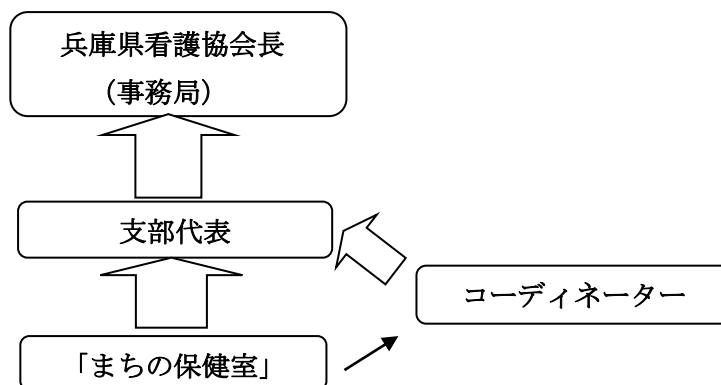 兵庫県看護協会長
（事務局）
支部代表
コーディネーター
「まちの保健室」